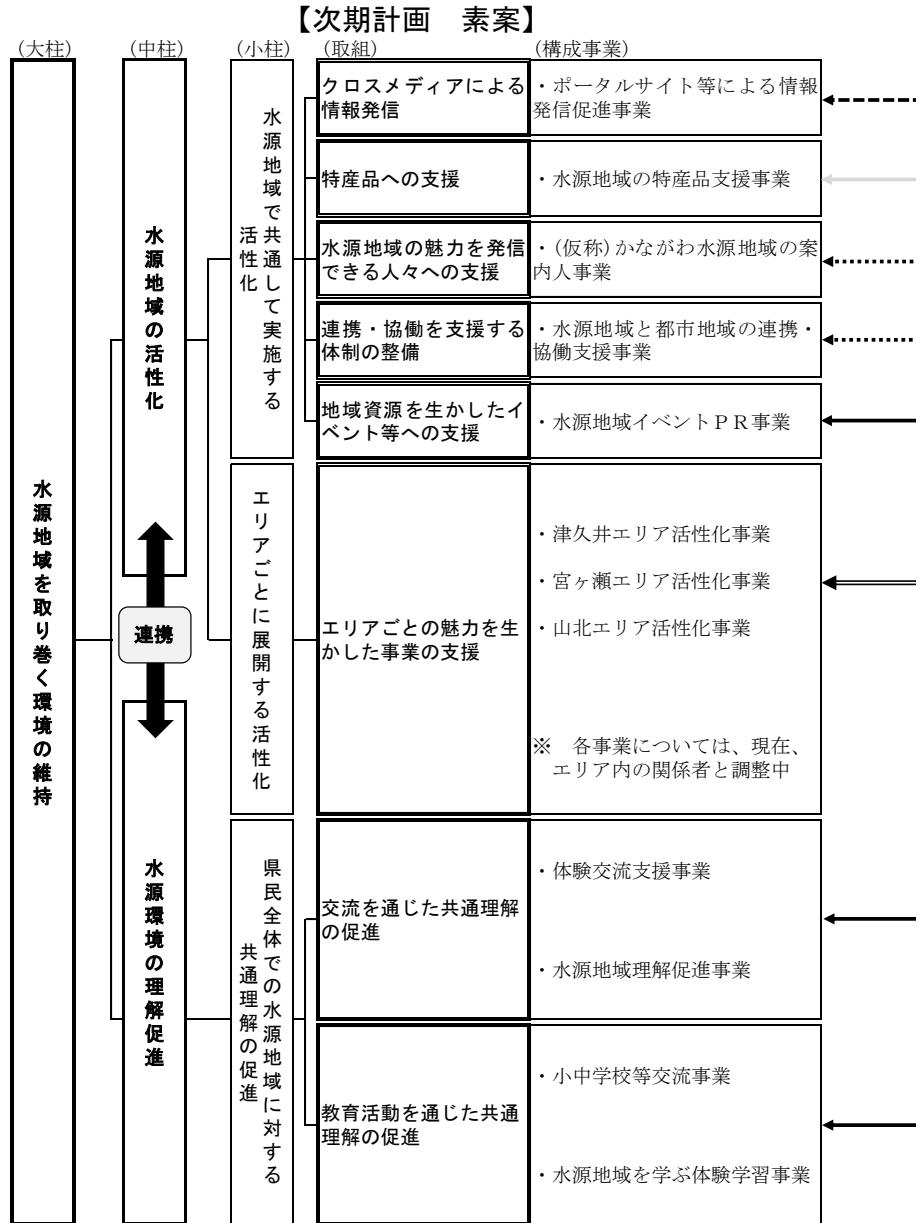 【次期計画　素案】
（大柱）
（中柱）
（小柱）
（取組）
（構成事業）
水源地域を取り巻く環境の維持
水源地域の活性化
連携
水源環境の理解促進
水源地域で共通して実施する
活性化
クロスメディアによる
情報発信
・ポータルサイト等による情報
発信促進事業
特産品への支援
・水源地域の特産品支援事業
水源地域の魅力を発信
できる人々への支援
・(仮称)かながわ水源地域の案
内人事業
連携・協働を支援する
体制の整備
・水源地域と都市地域の連携・
協働支援事業
地域資源を生かしたイ
ベント等への支援
・水源地域イベントＰＲ事業
エリアごとに展開する活性化
エリアごとの魅力を生
かした事業の支援
・津久井エリア活性化事業
・宮ヶ瀬エリア活性化事業
・山北エリア活性化事業
※　各事業については、現在、
エリア内の関係者と調整中
県民全体での水源地域に対する
共通理解の促進
交流を通じた共通理解
の促進
・体験交流支援事業
・水源地域理解促進事業
教育活動を通じた共通
理解の促進
・小中学校等交流事業
・水源地域を学ぶ体験学習事業